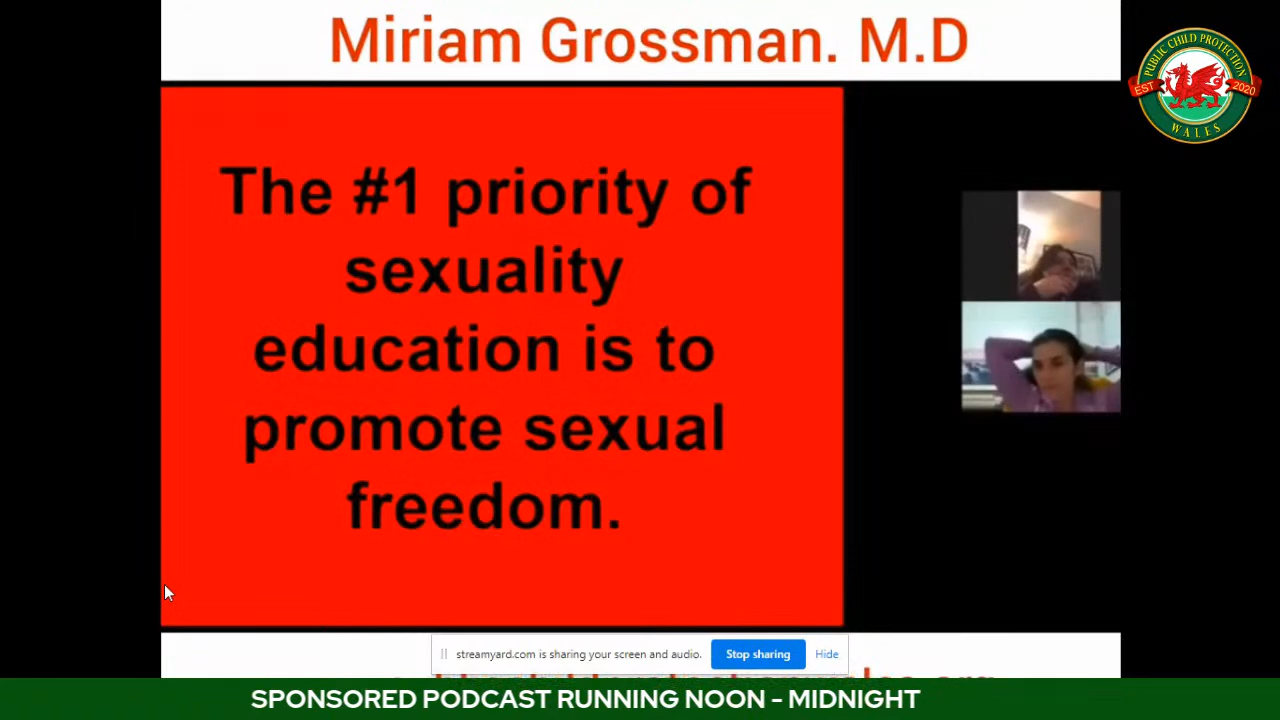 Miriam Grossman. M.D
PUBLIC CHILD PROTECTION
EST 2020
WALES
The #1 priority of
sexuality
education is to
promote sexual
freedom.
streamyard.com is sharing your screen and audio.
Stop sharing
Hide
SPONSORED PODCAST RUNNING NOON - MIDNIGHT